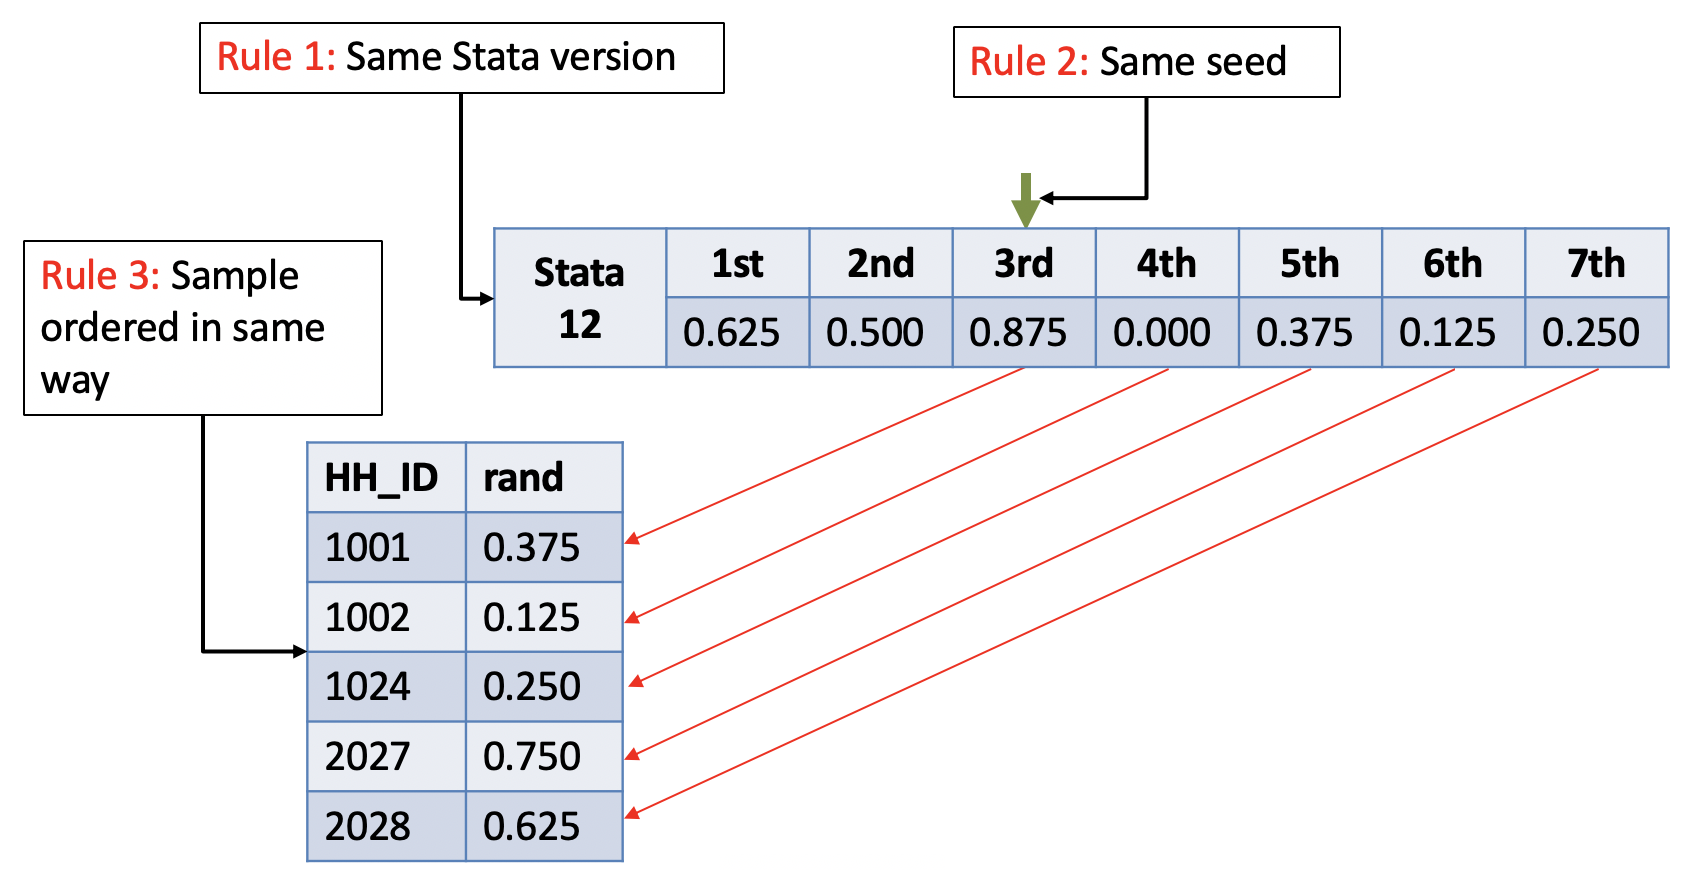 Rule 1: Same Stata version
Rule 2: Same seed
Rule 3: Sample
ordered in same
way
Stata
12
1st 2nd 3rd 4th 5th 6th 7th
0.625 0.500 0.875 0.000 0.375 0.125 0.250
HH_ID rand
1001 0.375
1002 0.125
1024 0.250
2027 0.750
2028 0.625